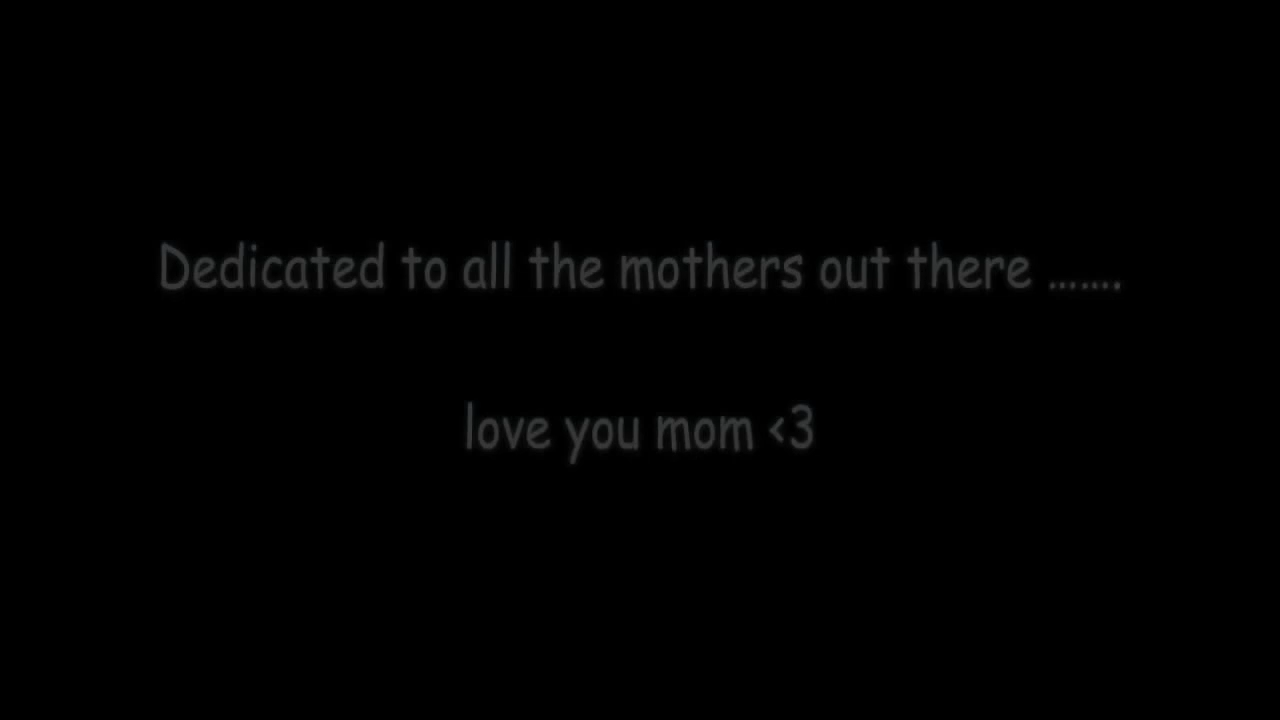 Dedicated to all the mothers out there .......
love you mom <3